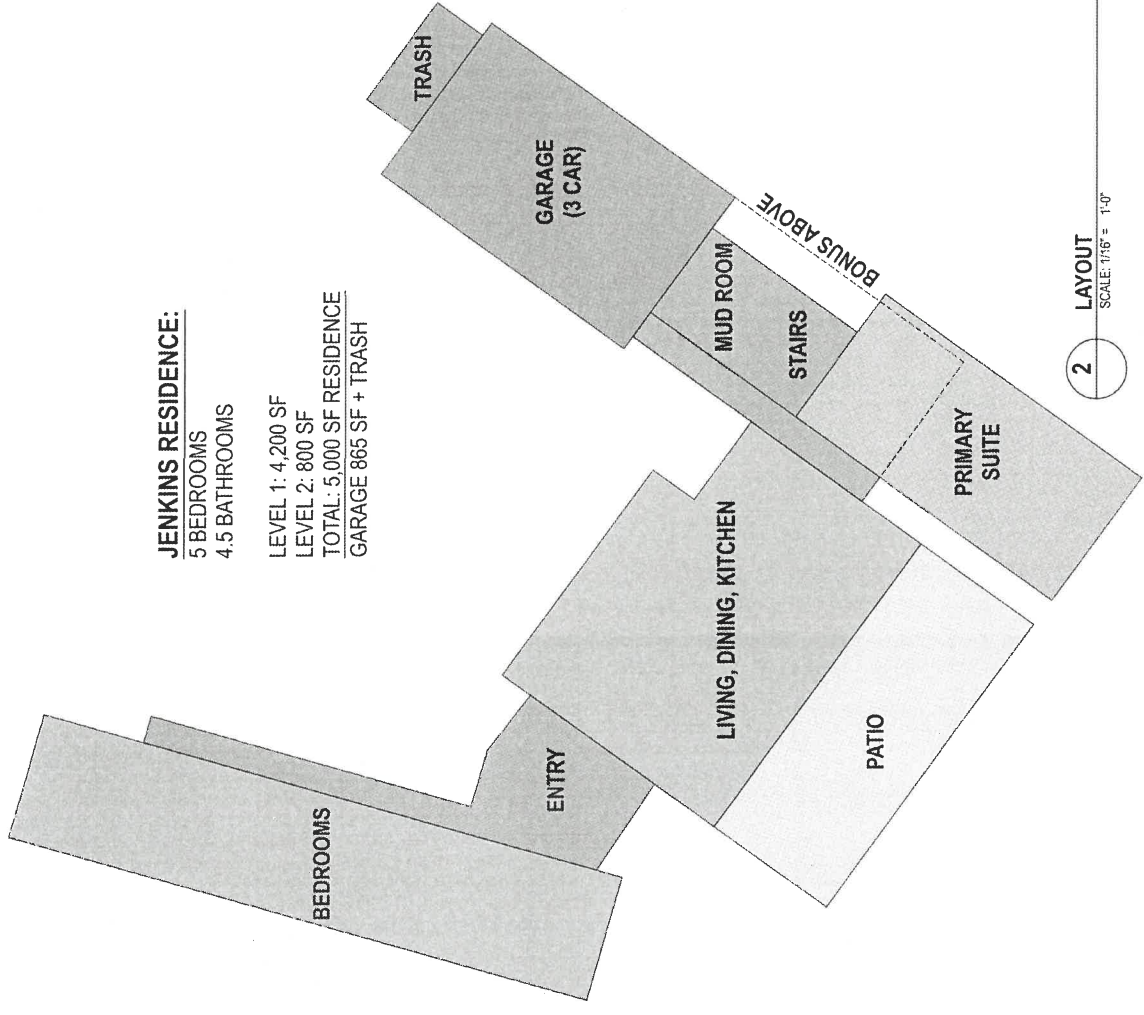 JENKINS RESIDENCE:
5 BEDROOMS
4.5 BATHROOMS
LEVEL 1: 4,200 SF
LEVEL 2: 800 SF
TOTAL: 5,000 SF RESIDENCE
GARAGE 865 SF + TRASH
TRASH
GARAGE
(3 CAR)
BONUS ABOVE
MUD ROOM
STAIRS
PRIMARY
SUITE
LIVING, DINING, KITCHEN
PATIO
ENTRY
BEDROOMS
2
LAYOUT
SCALE: 1/16" = 1'-0"